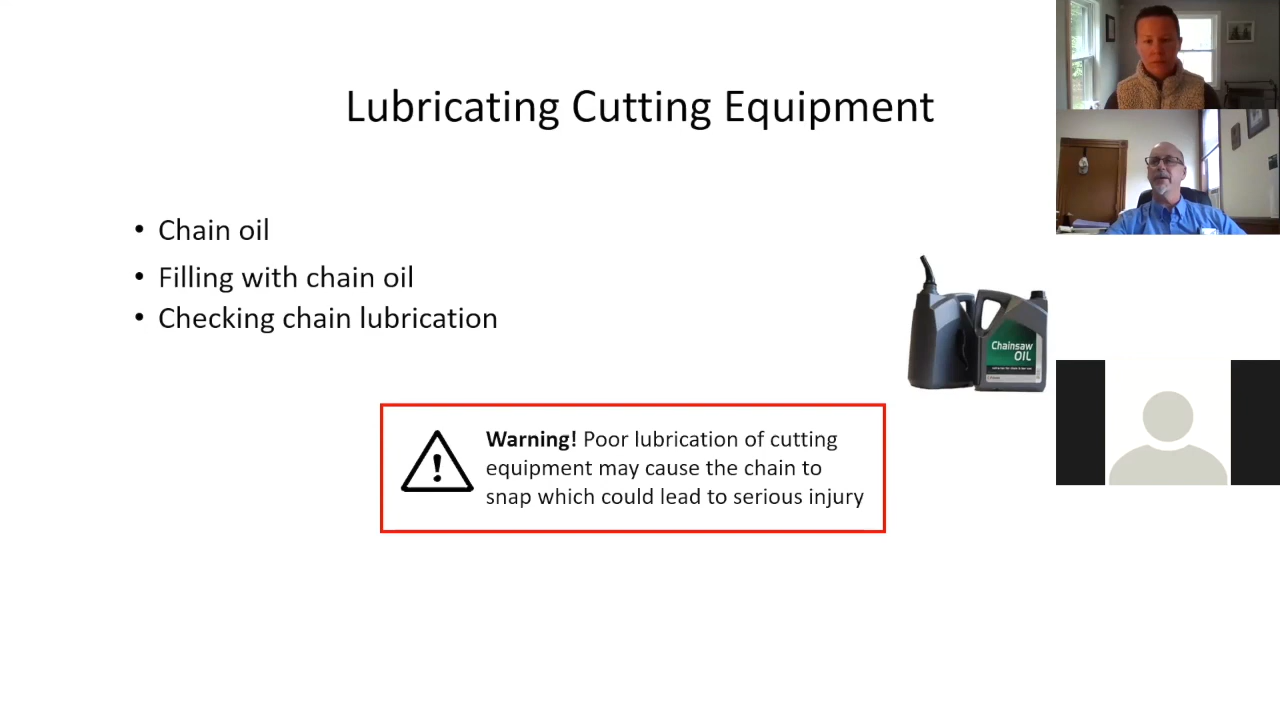 Lubricating Cutting Equipment
• Chain oil
• Filling with chain oil
• Checking chain lubrication
Chainsaw
OIL
Warning! Poor lubrication of cutting
equipment may cause the chain to
snap which could lead to serious injury